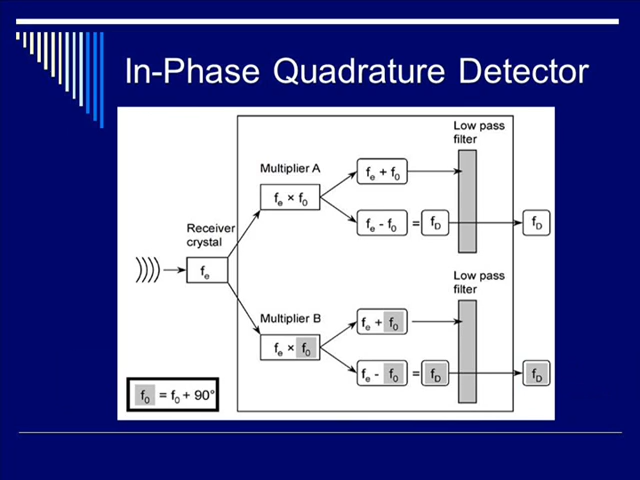 In-Phase Quadrature Detector
Low pass
filter
Multiplier A
fe + f0
fe × f0
Receiver
crystal
fe - f0 = fD
fD
fe
Low pass
filter
Multiplier B
fe + f0
fe × f0
fe - f0 = fD
fD
f0 = f0 + 90°